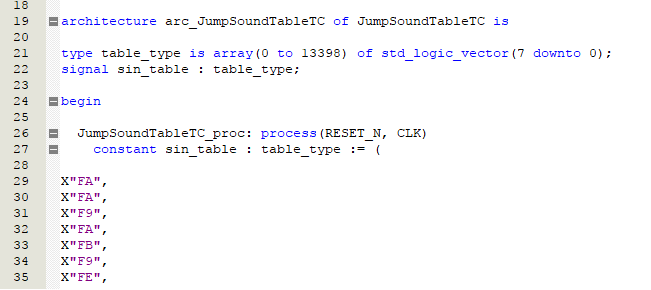 18
19 architecture arc_JumpSoundTableTC of JumpSoundTableTC is
20
21 type table_type is array(0 to 13398) of std_logic_vector(7 downto 0);
22 signal sin_table : table_type;
23
24 begin
25
26 JumpSoundTableTC_proc: process(RESET_N, CLK)
27 constant sin_table : table_type := (
28
29 X"FA",
30 X"FA",
31 X"F9",
32 X"FA",
33 X"FB",
34 X"F9",
35 X"FE",